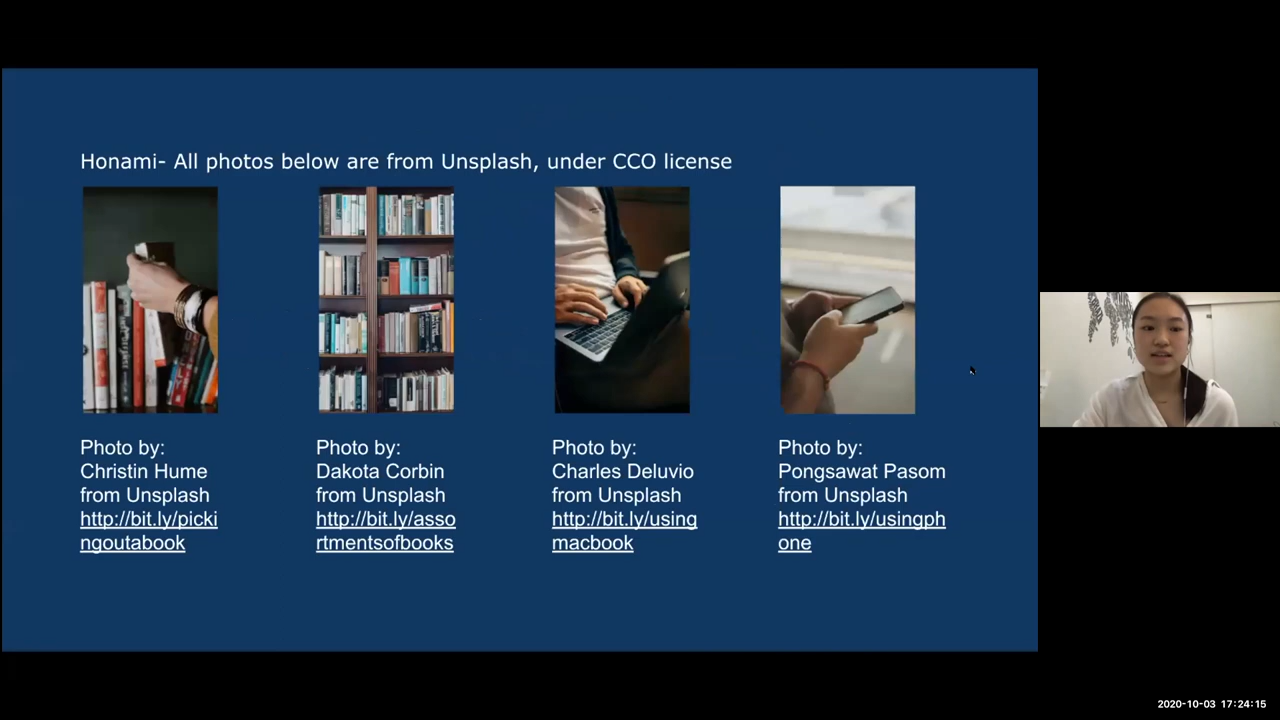 Honami- All photos below are from Unsplash, under CCO license
Photo by:
Christin Hume
from Unsplash
http://bit.ly/picki
ngoutabook
Photo by:
Dakota Corbin
from Unsplash
http://bit.ly/asso
rtmentsofbooks
Photo by:
Charles Deluvio
from Unsplash
http://bit.ly/using
macbook
Photo by:
Pongsawat Pasom
from Unsplash
http://bit.ly/usingph
one
2020-10-03 17:24:15